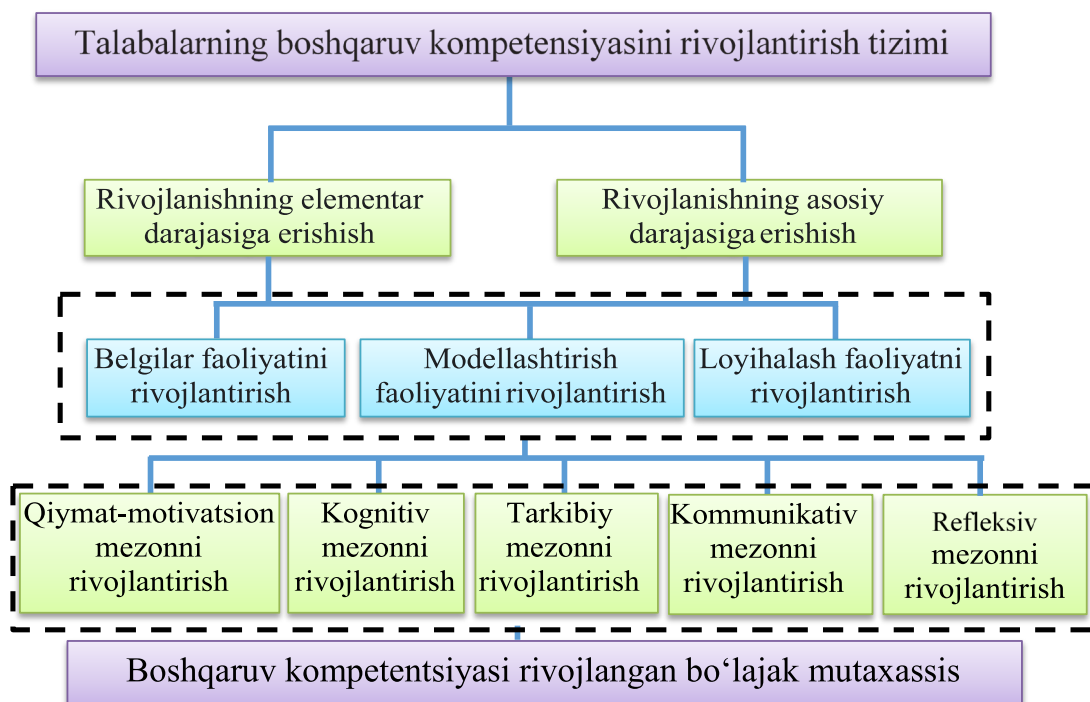 Talabalarning boshqaruv kompetensiyasini rivojlantirish tizimi
Rivojlanishning elementar
darajasiga erishish
Rivojlanishning asosiy
darajasiga erishish
Belgilar faoliyatini
rivojlantirish
Modellashtirish
faoliyatini rivojlantirish
Loyihalash faoliyatni
rivojlantirish
Qiymat-motivatsion
mezonni
rivojlantirish
Kognitiv
mezonni
rivojlantirish
Tarkibiy
mezonni
rivojlantirish
Kommunikativ
mezonni
rivojlantirish
Refleksiv
mezonni
rivojlantirish
Boshqaruv kompetentsiyasi rivojlangan bo‘lajak mutaxassis